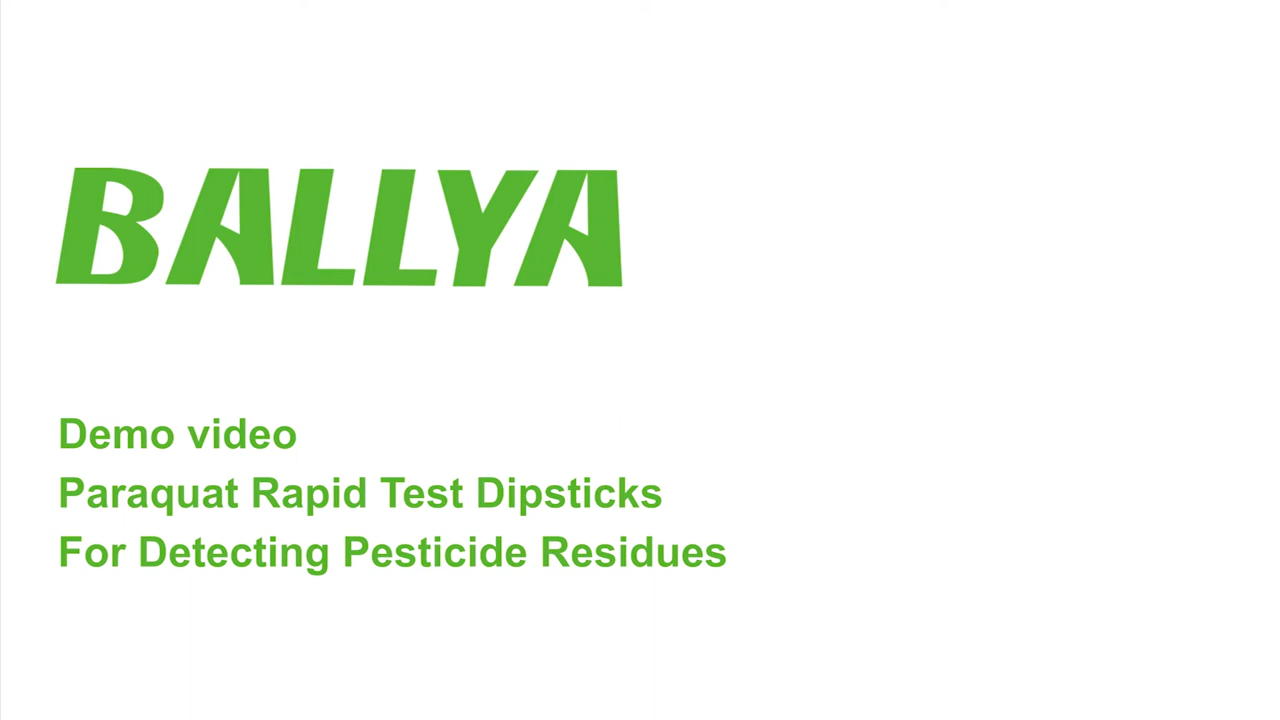 BALLYA
Demo video
Paraquat Rapid Test Dipsticks
For Detecting Pesticide Residues